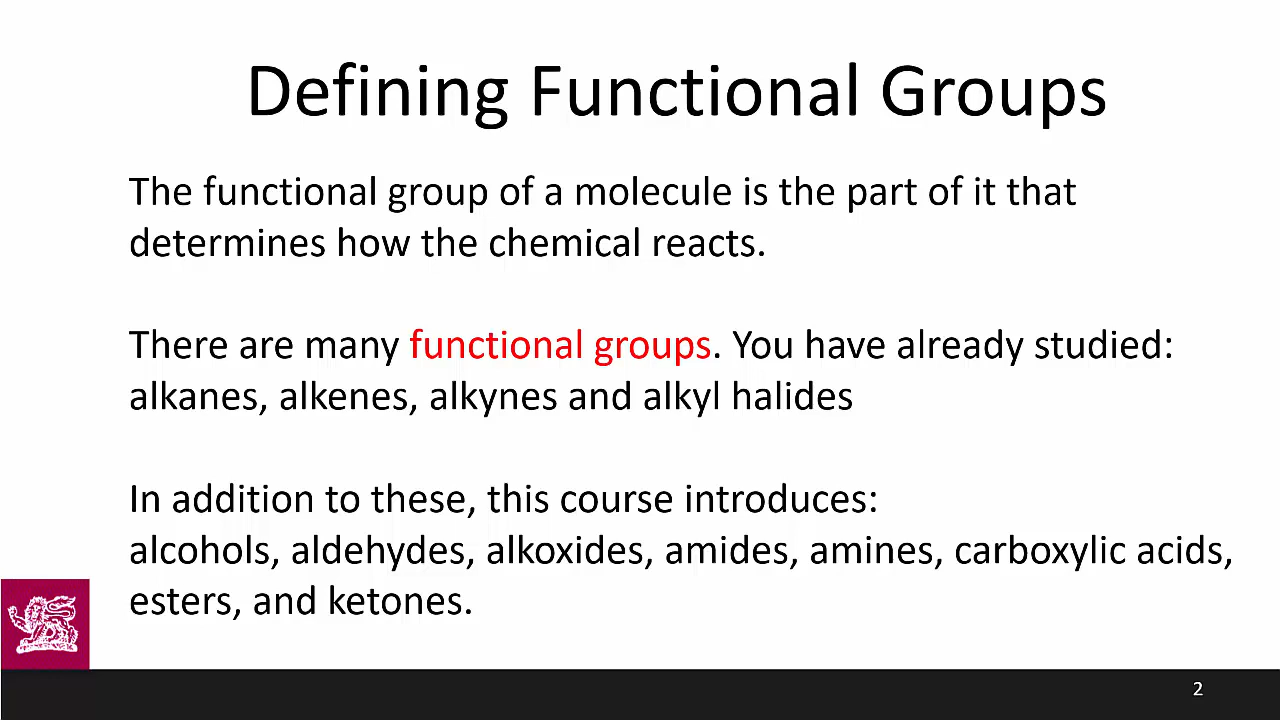 Defining Functional Groups
The functional group of a molecule is the part of it that
determines how the chemical reacts.
There are many functional groups. You have already studied:
alkanes, alkenes, alkynes and alkyl halides
In addition to these, this course introduces:
alcohols, aldehydes, alkoxides, amides, amines, carboxylic acids,
esters, and ketones.
2